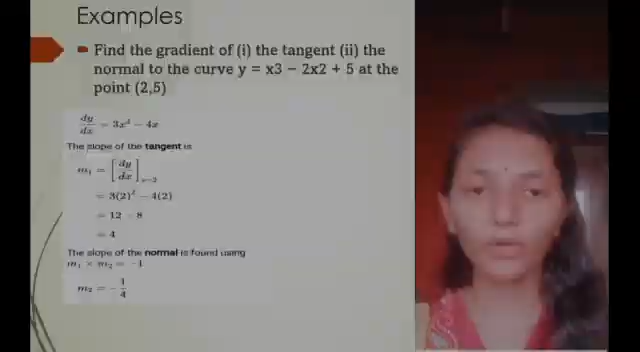 Examples
Find the gradient of (i) the tangent (ii) the
normal to the curve y = x3 − 2x2 + 5 at the
point (2,5)
dy/dx = 3x² − 4x
The slope of the tangent is
m₁ = [dy/dx]ₓ₌₂
= 3(2)² − 4(2)
= 12 − 8
= 4
The slope of the normal is found using
m₁ × m₂ = −1
m₂ = −1/4